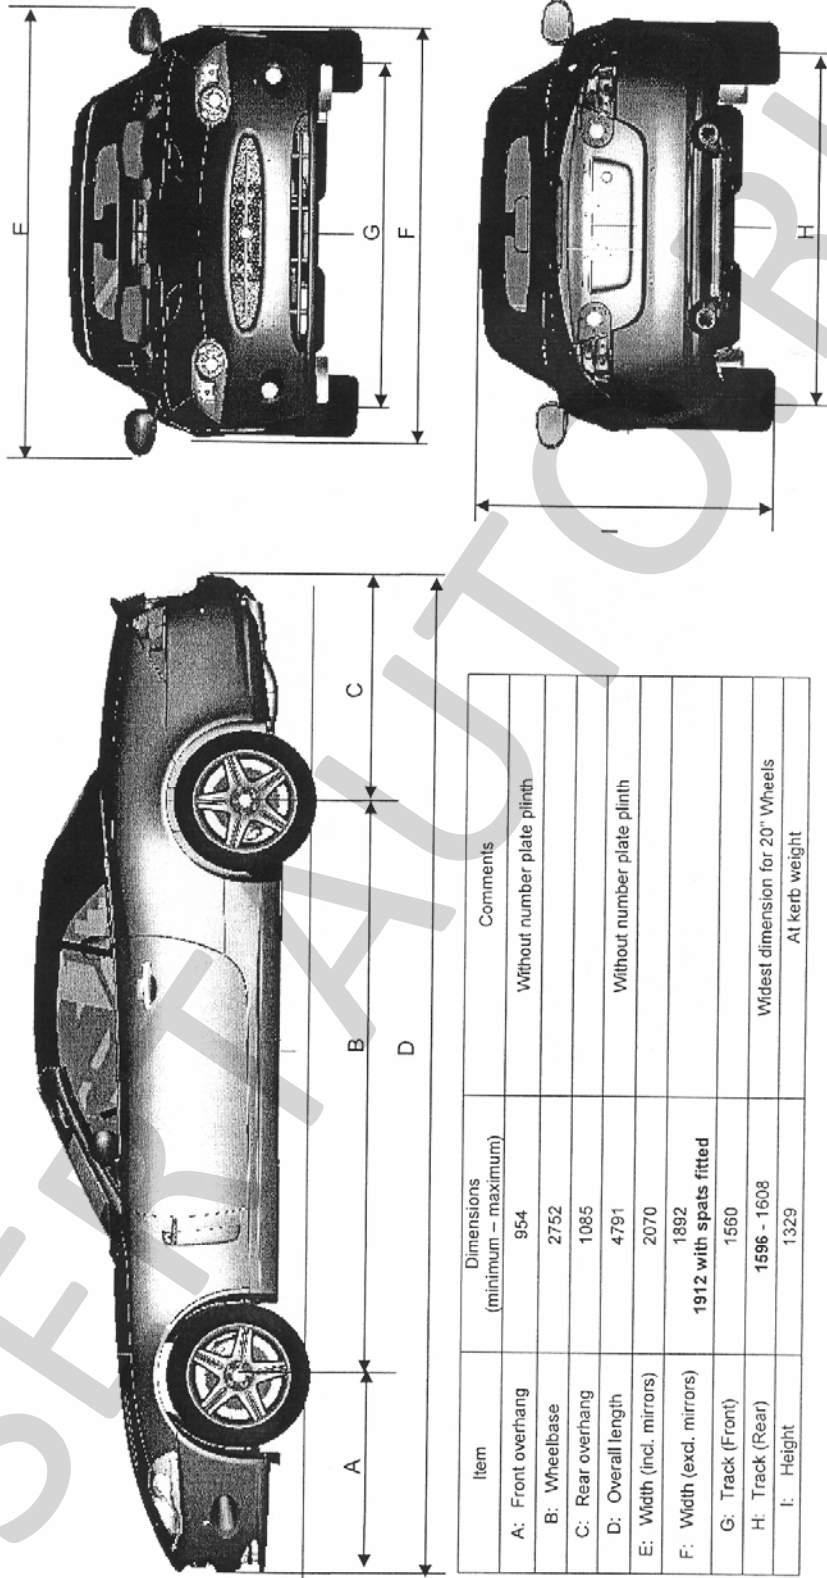 E
G
F
H
I
A
B
C
D
Item Dimensions (minimum – maximum) Comments
A: Front overhang 954 Without number plate plinth
B: Wheelbase 2752
C: Rear overhang 1085
D: Overall length 4791 Without number plate plinth
E: Width (incl. mirrors) 2070
F: Width (excl. mirrors) 1892
1912 with spats fitted
G: Track (Front) 1560
H: Track (Rear) 1596 - 1608 Widest dimension for 20" Wheels
I: Height 1329 At kerb weight
SERTAUTO.RU